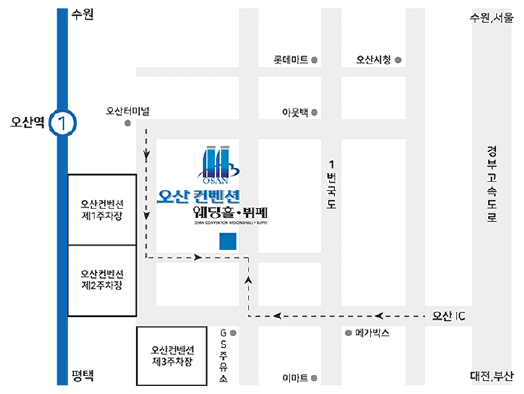 수원
수원,서울
롯데마트
오산시청
오산터미널
아웃백
오산역
1
OSAN
오산 컨벤션
웨딩홀·뷔페
OSAN CONVENTION WEDDINGHALL · BUFFET
1번국도
경부고속도로
오산컨벤션
제1주차장
오산컨벤션
제2주차장
오산 IC
오산컨벤션
제3주차장
GS주유소
메가박스
평택
이마트
대전,부산